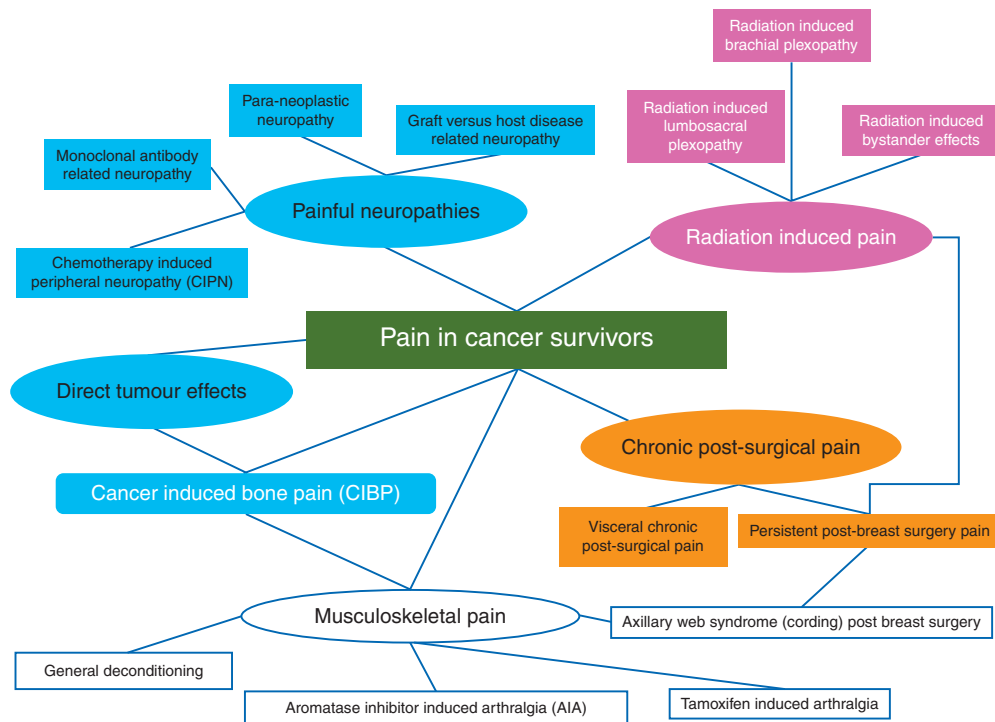 Radiation induced
brachial plexopathy
Para-neoplastic
neuropathy
Graft versus host disease
related neuropathy
Radiation induced
lumbosacral
plexopathy
Radiation induced
bystander effects
Monoclonal antibody
related neuropathy
Painful neuropathies
Radiation induced pain
Chemotherapy induced
peripheral neuropathy (CIPN)
Pain in cancer survivors
Direct tumour effects
Chronic post-surgical pain
Cancer induced bone pain (CIBP)
Visceral chronic
post-surgical pain
Persistent post-breast surgery pain
Musculoskeletal pain
Axillary web syndrome (cording) post breast surgery
General deconditioning
Aromatase inhibitor induced arthralgia (AIA)
Tamoxifen induced arthralgia